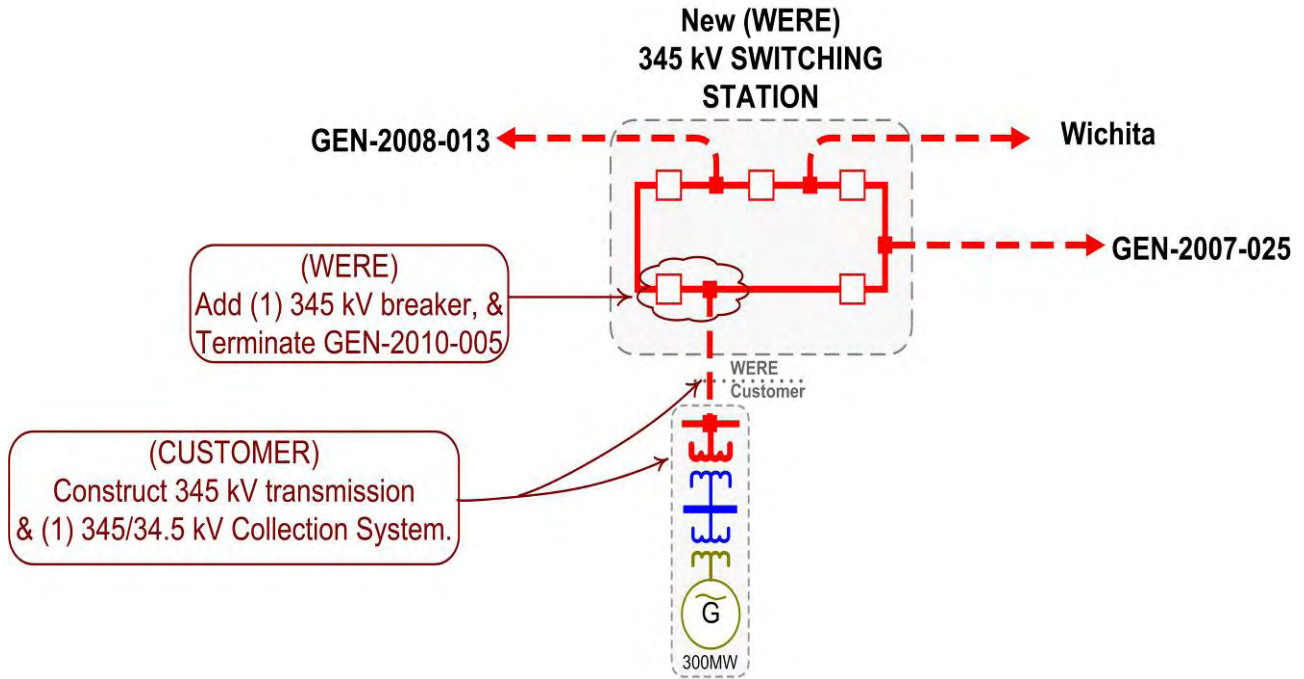 New (WERE)
345 kV SWITCHING
STATION
GEN-2008-013
Wichita
GEN-2007-025
(WERE)
Add (1) 345 kV breaker, &
Terminate GEN-2010-005
WERE
Customer
(CUSTOMER)
Construct 345 kV transmission
& (1) 345/34.5 kV Collection System.
G
300MW